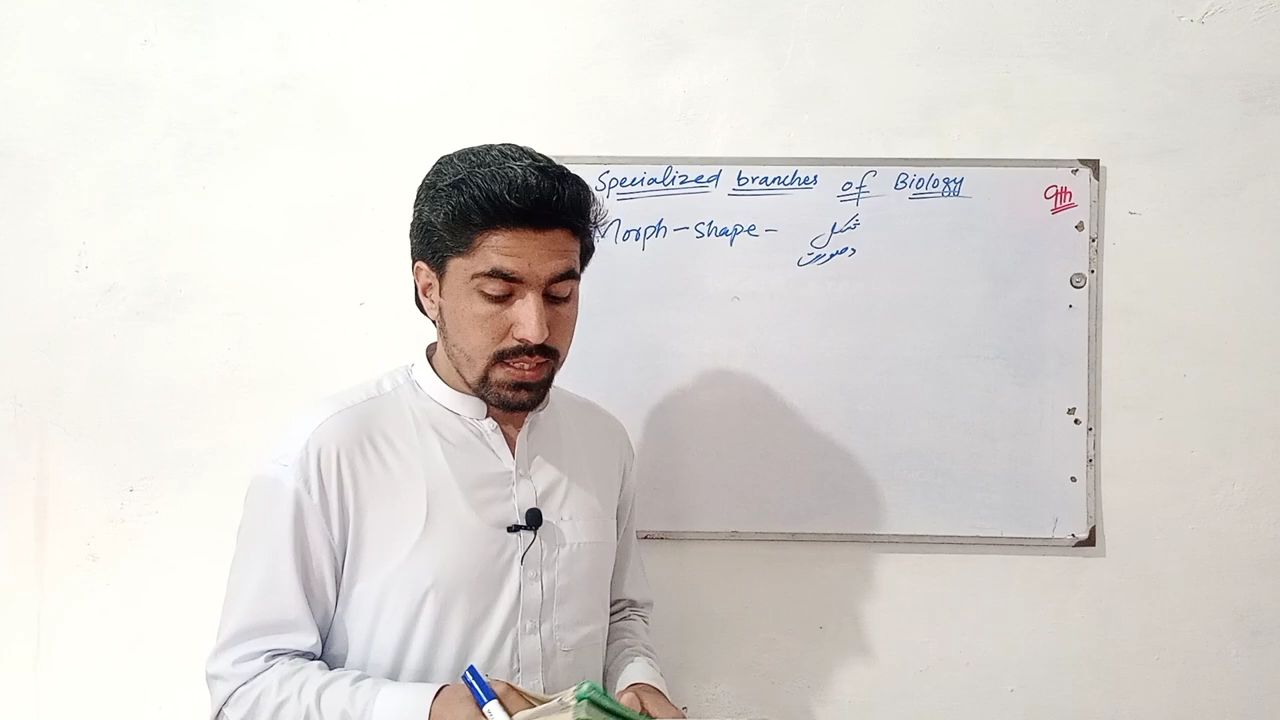 Specialized branches of Biology
9th
Morph - shape - شکل
وصورت